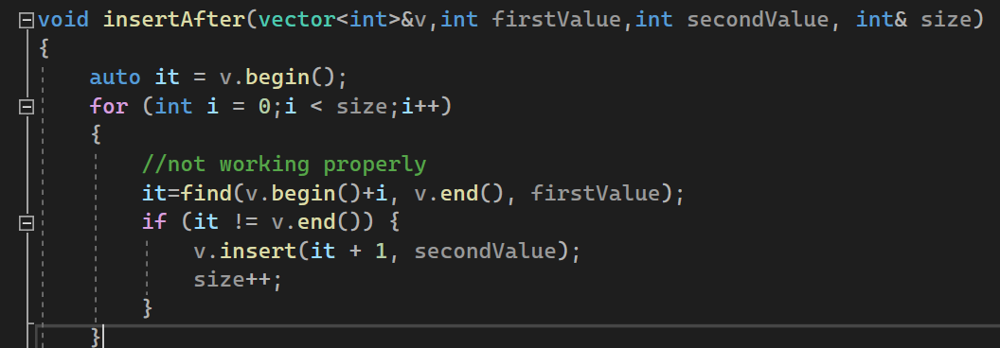 void insertAfter(vector<int>&v,int firstValue,int secondValue, int& size)
{
    auto it = v.begin();
    for (int i = 0;i < size;i++)
    {
        //not working properly
        it=find(v.begin()+i, v.end(), firstValue);
        if (it != v.end()) {
            v.insert(it + 1, secondValue);
            size++;
        }
    }